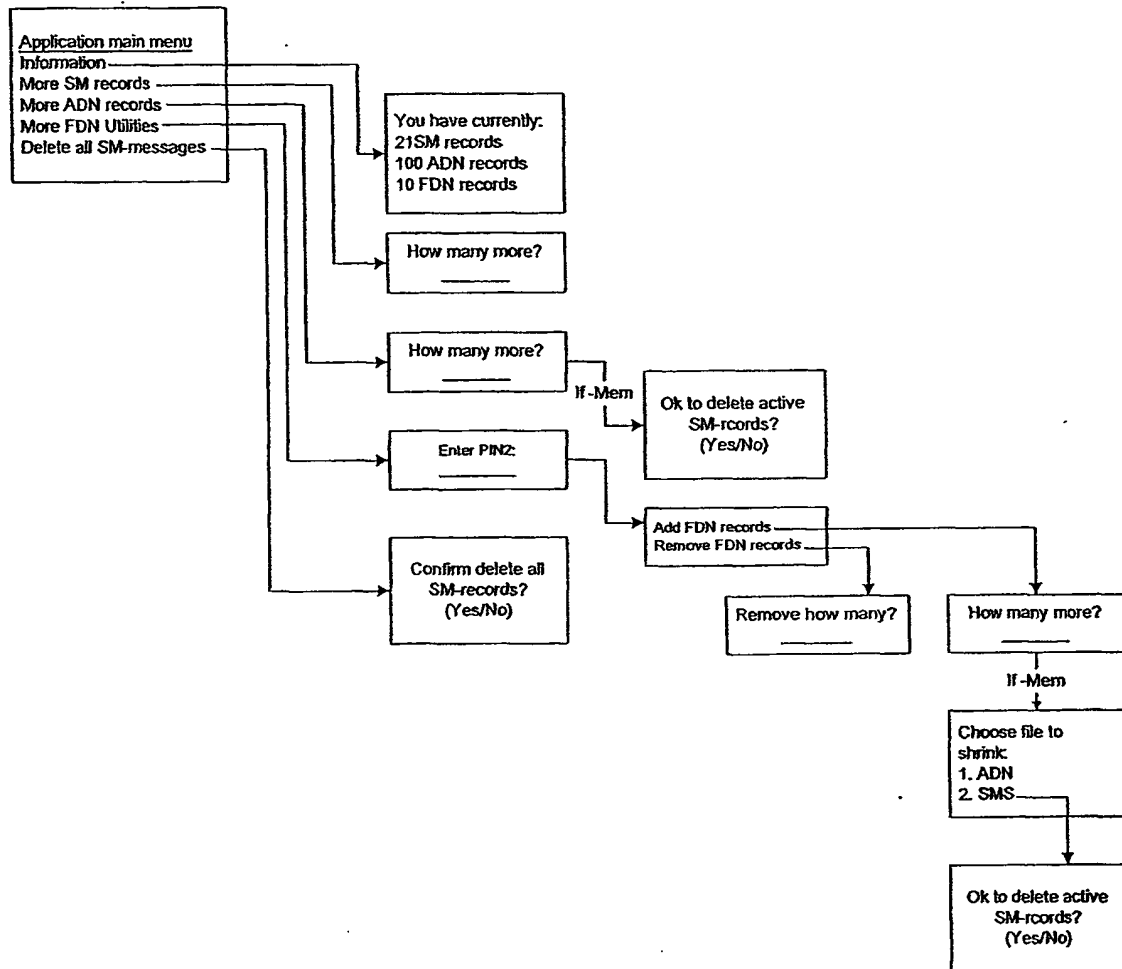 Application main menu
Information
More SM records
More ADN records
More FDN Utilities
Delete all SM-messages
You have currently:
21SM records
100 ADN records
10 FDN records
How many more?
How many more?
If -Mem
Ok to delete active
SM-rcords?
(Yes/No)
Enter PIN2:
Add FDN records
Remove FDN records
Confirm delete all
SM-records?
(Yes/No)
Remove how many?
How many more?
If -Mem
Choose file to
shrink:
1. ADN
2. SMS
Ok to delete active
SM-rcords?
(Yes/No)